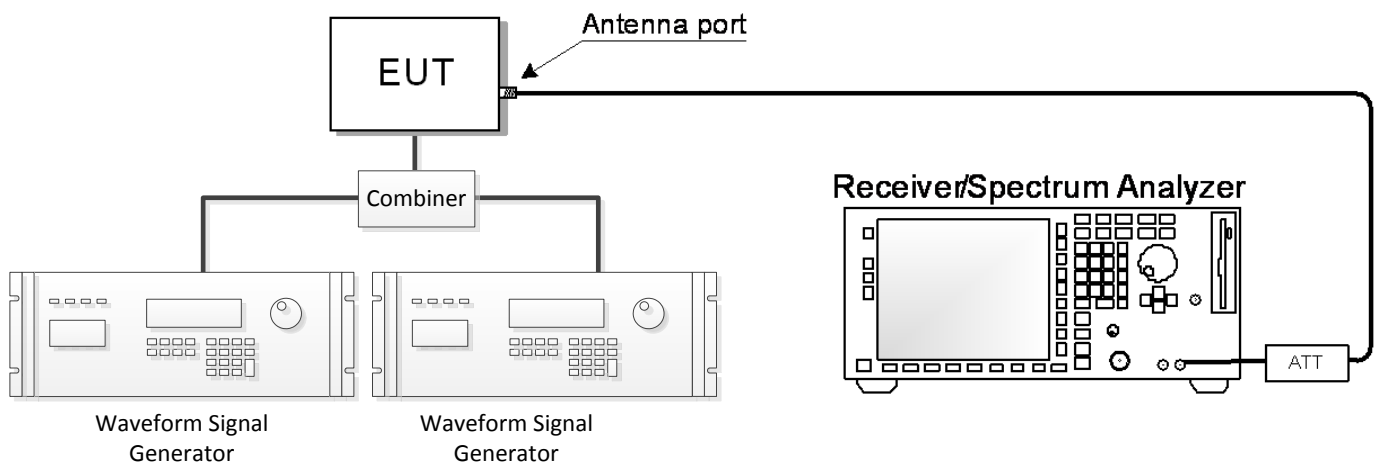 Antenna port
EUT
Combiner
Receiver/Spectrum Analyzer
ATT
Waveform Signal
Generator
Waveform Signal
Generator